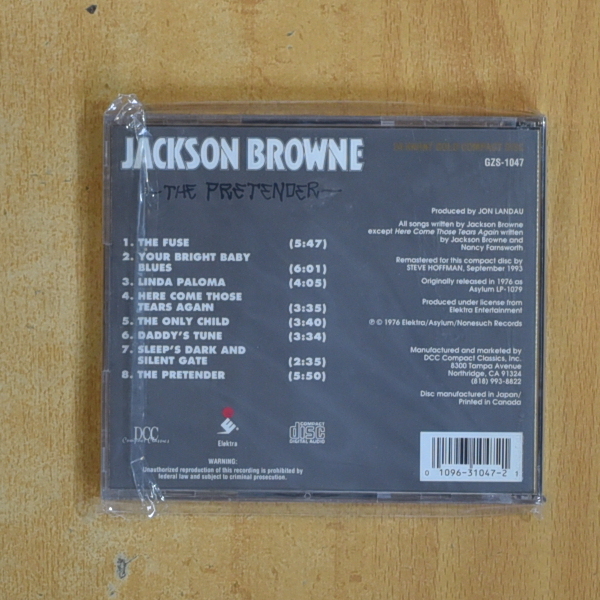 JACKSON BROWNE
THE PRETENDER
24 KARAT GOLD COMPACT DISC
GZS-1047
Produced by JON LANDAU
All songs written by Jackson Browne
except Here Come Those Tears Again written
by Jackson Browne and
Nancy Farnsworth
Remastered for this compact disc by
STEVE HOFFMAN, September 1993
Originally released in 1976 as
Asylum LP-1079
Produced under license from
Elektra Entertainment
℗ © 1976 Elektra/Asylum/Nonesuch Records
Manufactured and marketed by
DCC Compact Classics, Inc.
8300 Tampa Avenue
Northridge, CA 91324
(818) 993-8822
Disc manufactured in Japan/
Printed in Canada
1. THE FUSE (5:47)
2. YOUR BRIGHT BABY
BLUES (6:01)
3. LINDA PALOMA (4:05)
4. HERE COME THOSE
TEARS AGAIN (3:35)
5. THE ONLY CHILD (3:40)
6. DADDY'S TUNE (3:34)
7. SLEEP'S DARK AND
SILENT GATE (2:35)
8. THE PRETENDER (5:50)
DCC
Elektra
COMPACT
disc
DIGITAL AUDIO
WARNING:
Unauthorized reproduction of this recording is prohibited by
federal law and subject to criminal prosecution.
0 1096-31047-2 1